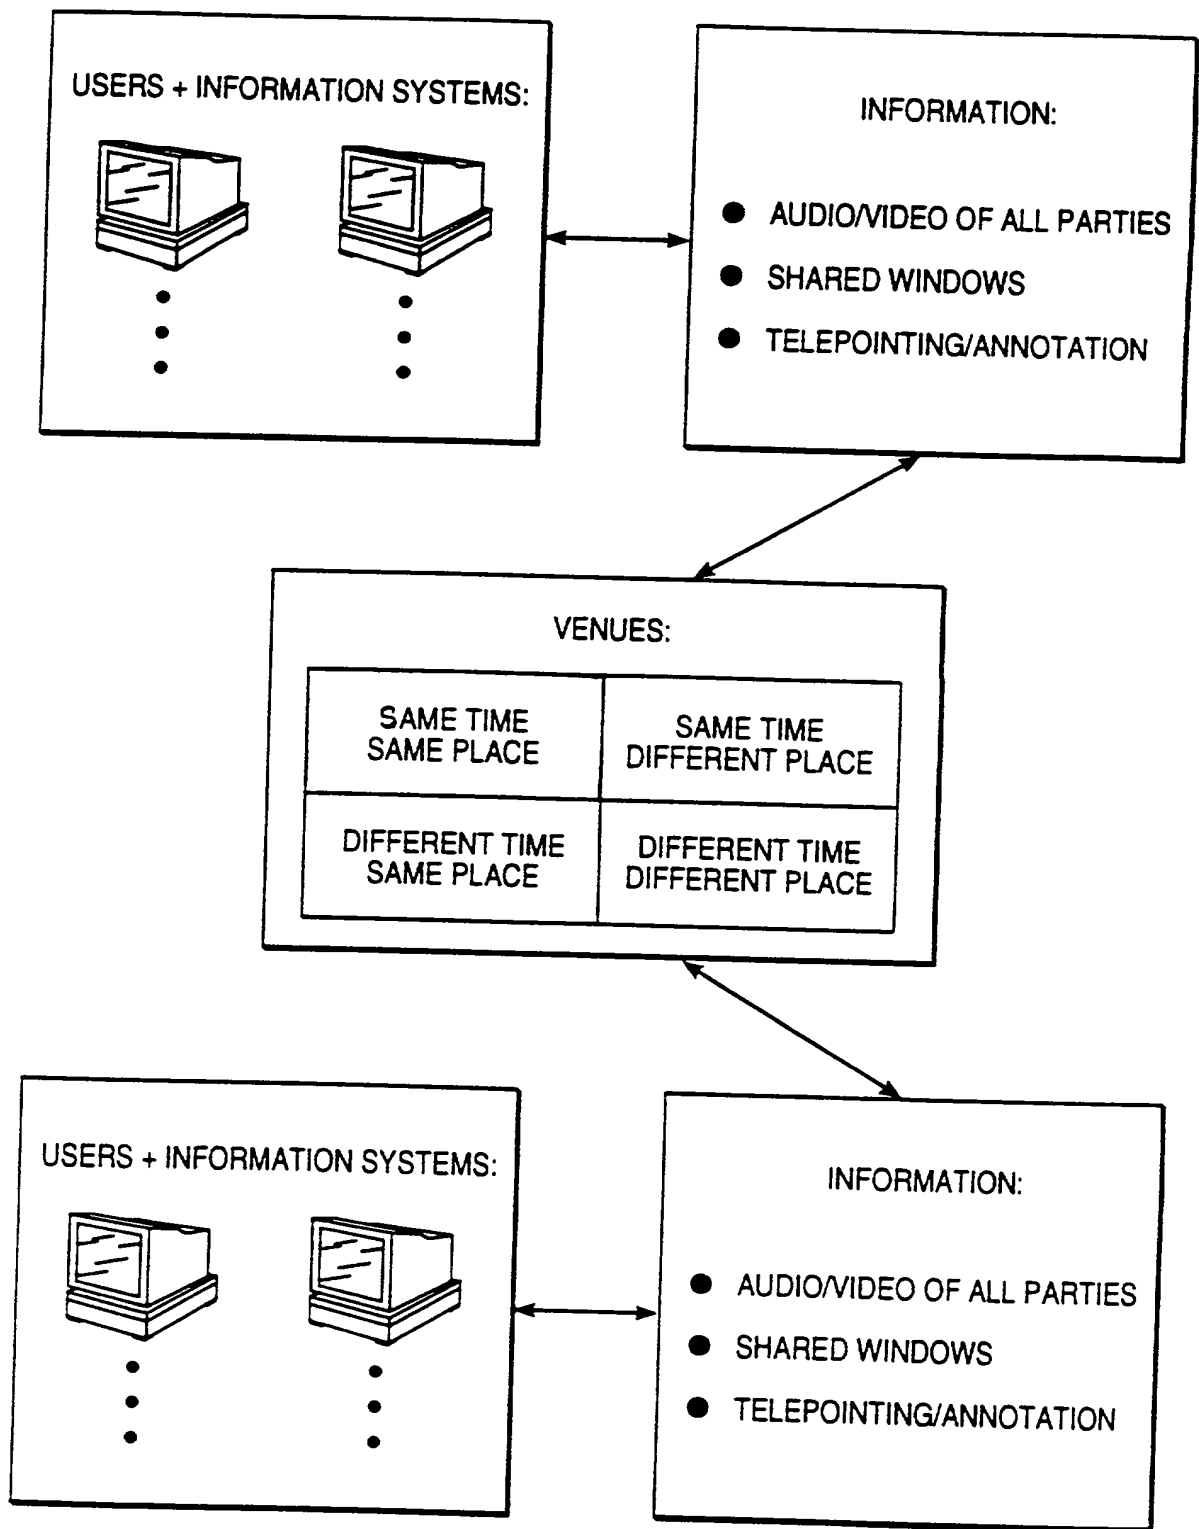 USERS + INFORMATION SYSTEMS:
INFORMATION:
● AUDIO/VIDEO OF ALL PARTIES
● SHARED WINDOWS
● TELEPOINTING/ANNOTATION
VENUES:
SAME TIME
SAME PLACE
SAME TIME
DIFFERENT PLACE
DIFFERENT TIME
SAME PLACE
DIFFERENT TIME
DIFFERENT PLACE
USERS + INFORMATION SYSTEMS:
INFORMATION:
● AUDIO/VIDEO OF ALL PARTIES
● SHARED WINDOWS
● TELEPOINTING/ANNOTATION